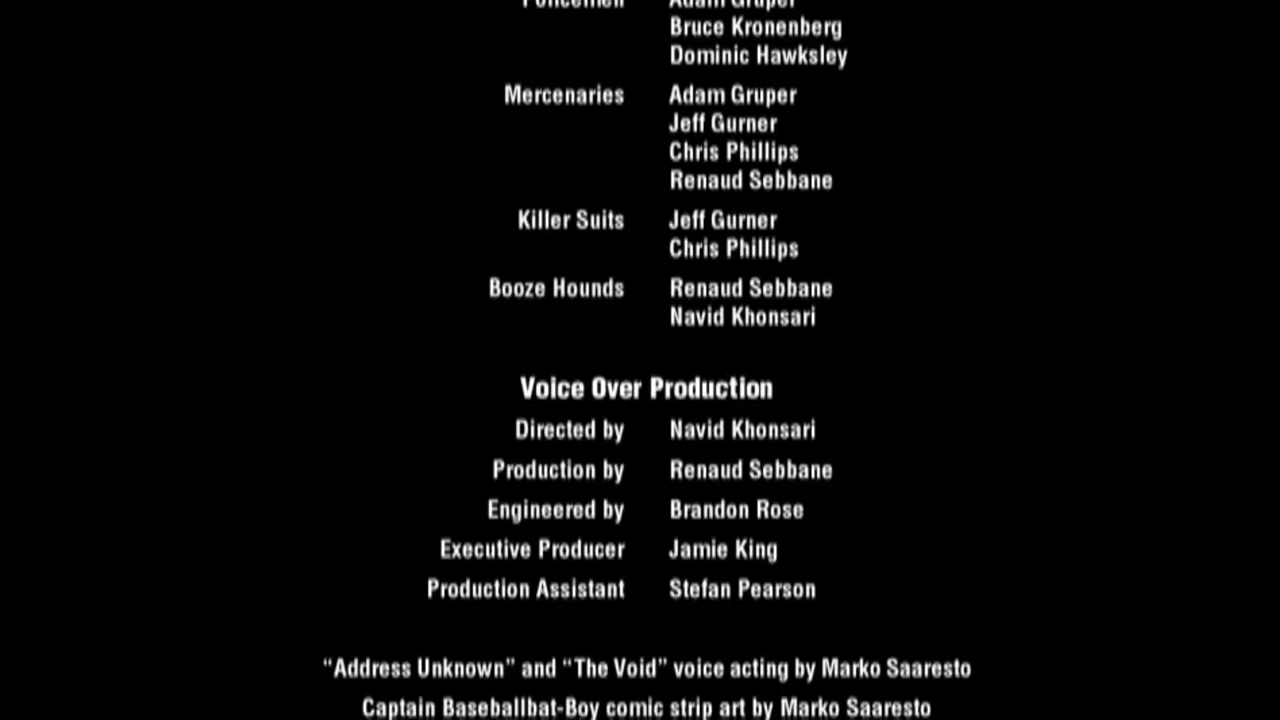 Policemen Adam Gruper
Bruce Kronenberg
Dominic Hawksley
Mercenaries Adam Gruper
Jeff Gurner
Chris Phillips
Renaud Sebbane
Killer Suits Jeff Gurner
Chris Phillips
Booze Hounds Renaud Sebbane
Navid Khonsari
Voice Over Production
Directed by Navid Khonsari
Production by Renaud Sebbane
Engineered by Brandon Rose
Executive Producer Jamie King
Production Assistant Stefan Pearson
“Address Unknown” and “The Void” voice acting by Marko Saaresto
Captain Baseballbat-Boy comic strip art by Marko Saaresto